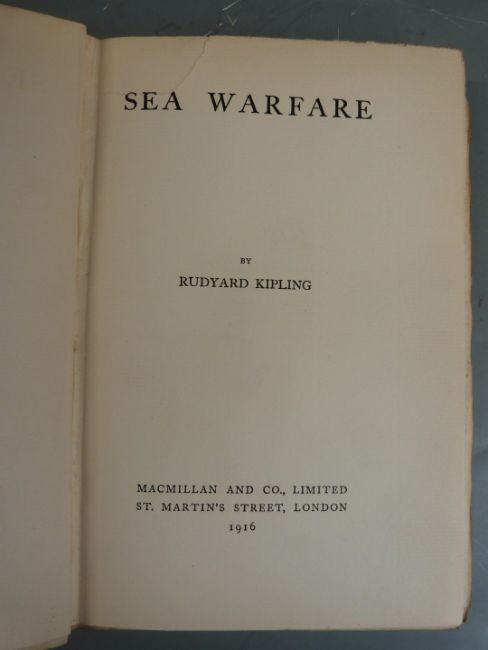 SEA WARFARE
BY
RUDYARD KIPLING
MACMILLAN AND CO., LIMITED
ST. MARTIN'S STREET, LONDON
1916